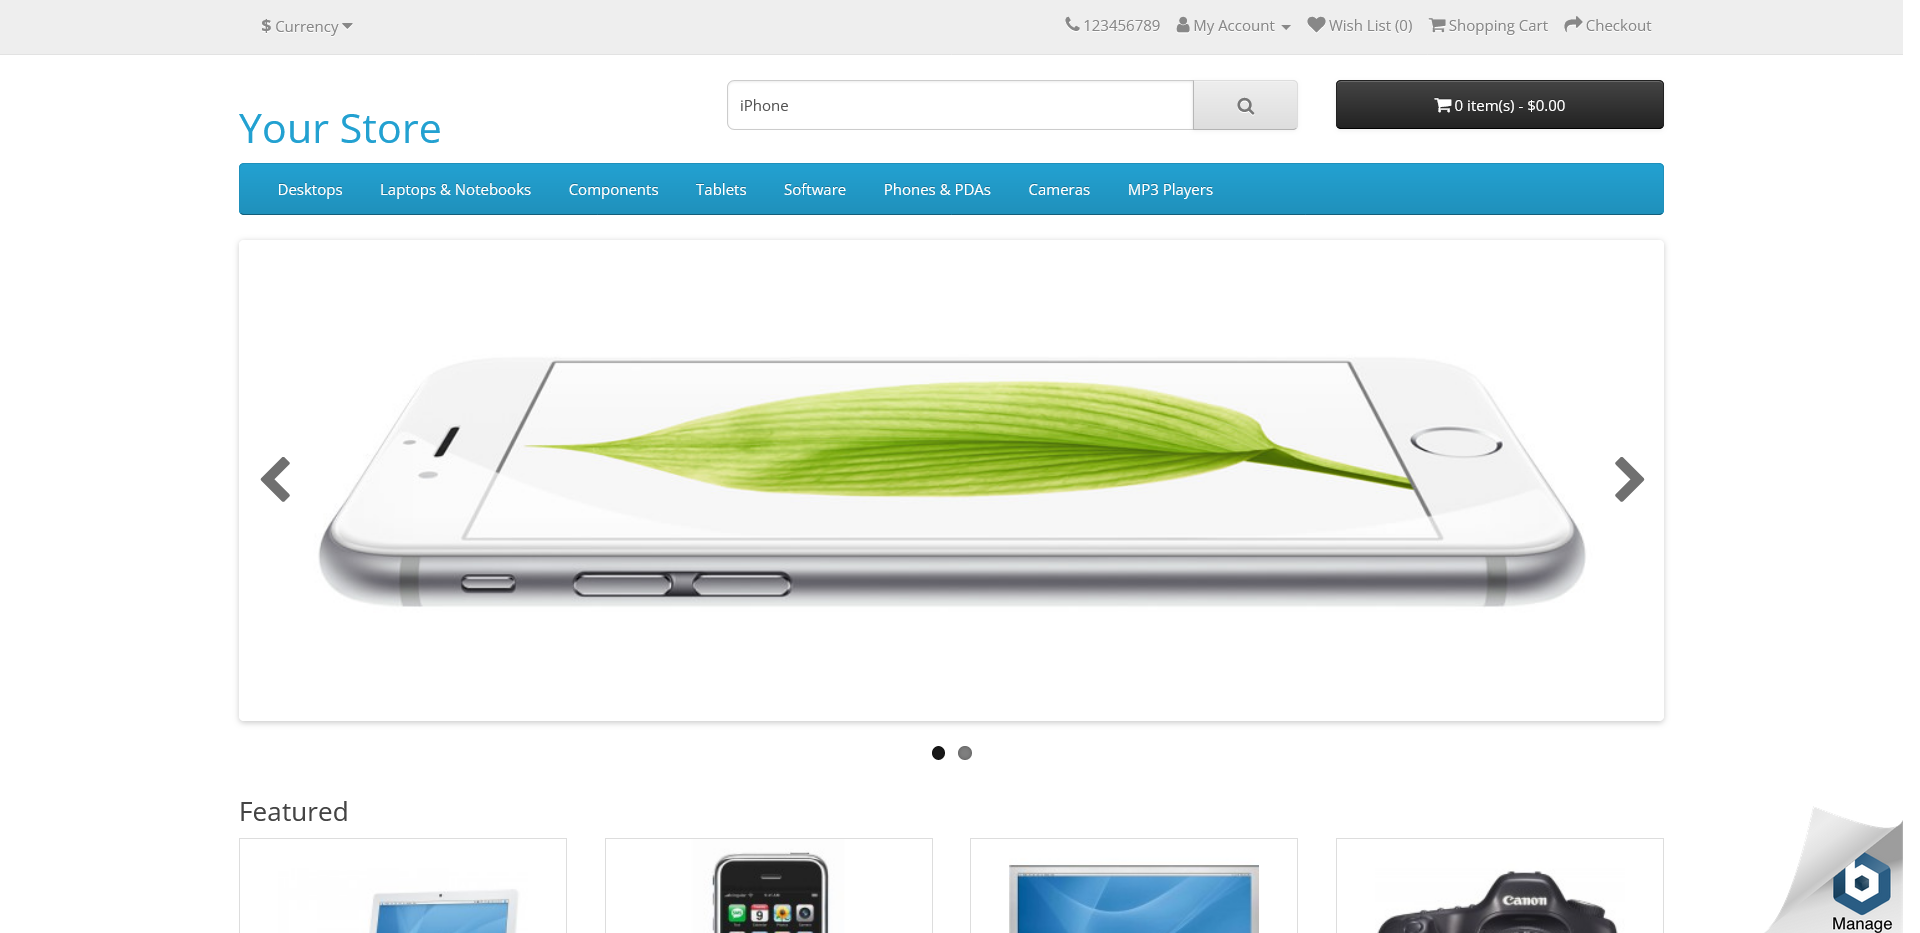 $ Currency
123456789 My Account Wish List (0) Shopping Cart Checkout
Your Store
iPhone
0 item(s) - $0.00
Desktops Laptops & Notebooks Components Tablets Software Phones & PDAs Cameras MP3 Players
Featured
9
Canon
b
Manage